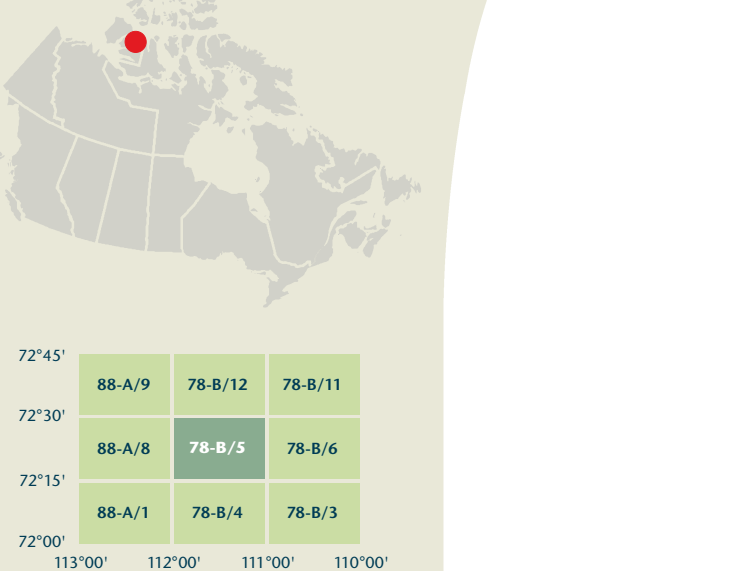 72°45'
88-A/9 78-B/12 78-B/11
72°30'
88-A/8 78-B/5 78-B/6
72°15'
88-A/1 78-B/4 78-B/3
72°00'
113°00' 112°00' 111°00' 110°00'